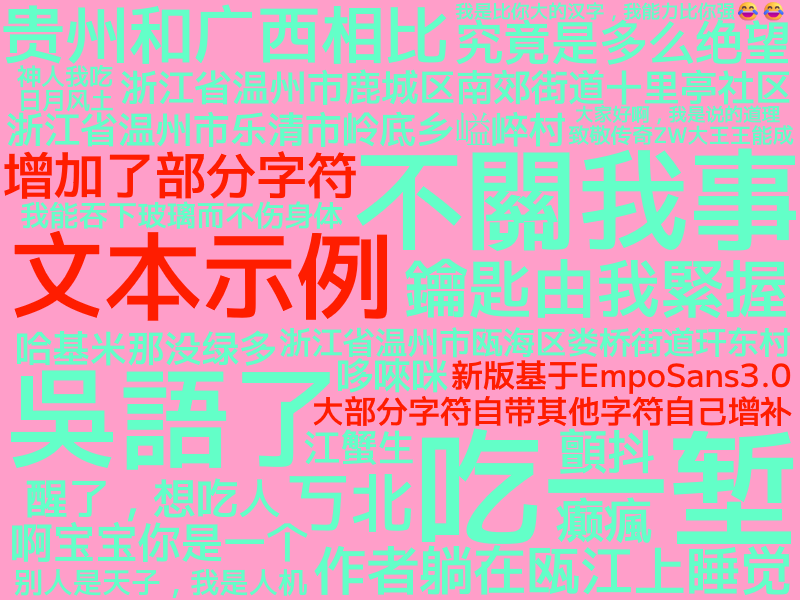 我是比你大的汉字，我能力比你强😂😂
贵州和广西相比
究竟是多么绝望
神人我吃
日月风土
浙江省温州市鹿城区南郊街道十里亭社区
大家好啊，我是说的道理
致敬传奇ZW大王王能成
浙江省温州市乐清市岭底乡嵱崪村
增加了部分字符
不關我事
我能吞下玻璃而不伤身体
文本示例
鑰匙由我緊握
浙江省温州市瓯海区娄桥街道玕东村
哈基米那没绿多
哆唻咪
新版基于EmpoSans3.0
吳語了
大部分字符自带其他字符自己增补
江蟹生
吃一堑
顫抖
醒了，想吃人
丂北
癲瘋
啊宝宝你是一个
作者躺在瓯江上睡觉
别人是天子，我是人机